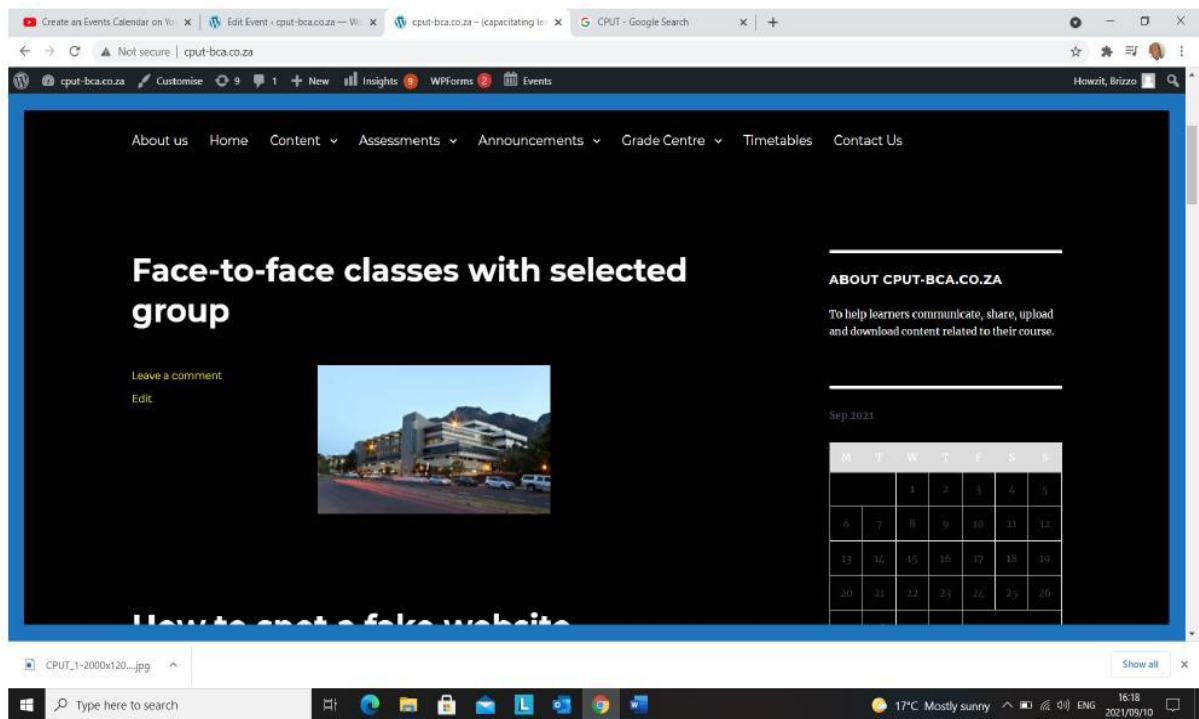 Create an Events Calendar on Yo
Edit Event ‹ cput-bca.co.za — W
cput-bca.co.za – (capacitating le
CPUT - Google Search
Not secure | cput-bca.co.za
cput-bca.co.za Customise 9 1 New Insights 9 WPForms 2 Events Howzit, Brizzo
About us Home Content Assessments Announcements Grade Centre Timetables Contact Us
Face-to-face classes with selected
group
Leave a comment
Edit
ABOUT CPUT-BCA.CO.ZA
To help learners communicate, share, upload
and download content related to their course.
Sep 2021
M T W T F S S
1 2 3 4 5
6 7 8 9 10 11 12
13 14 15 16 17 18 19
20 21 22 23 24 25 26
How to spot a fake website
CPUT_1-2000x120....jpg
Show all
Type here to search
17°C Mostly sunny
ENG
16:18
2021/09/10